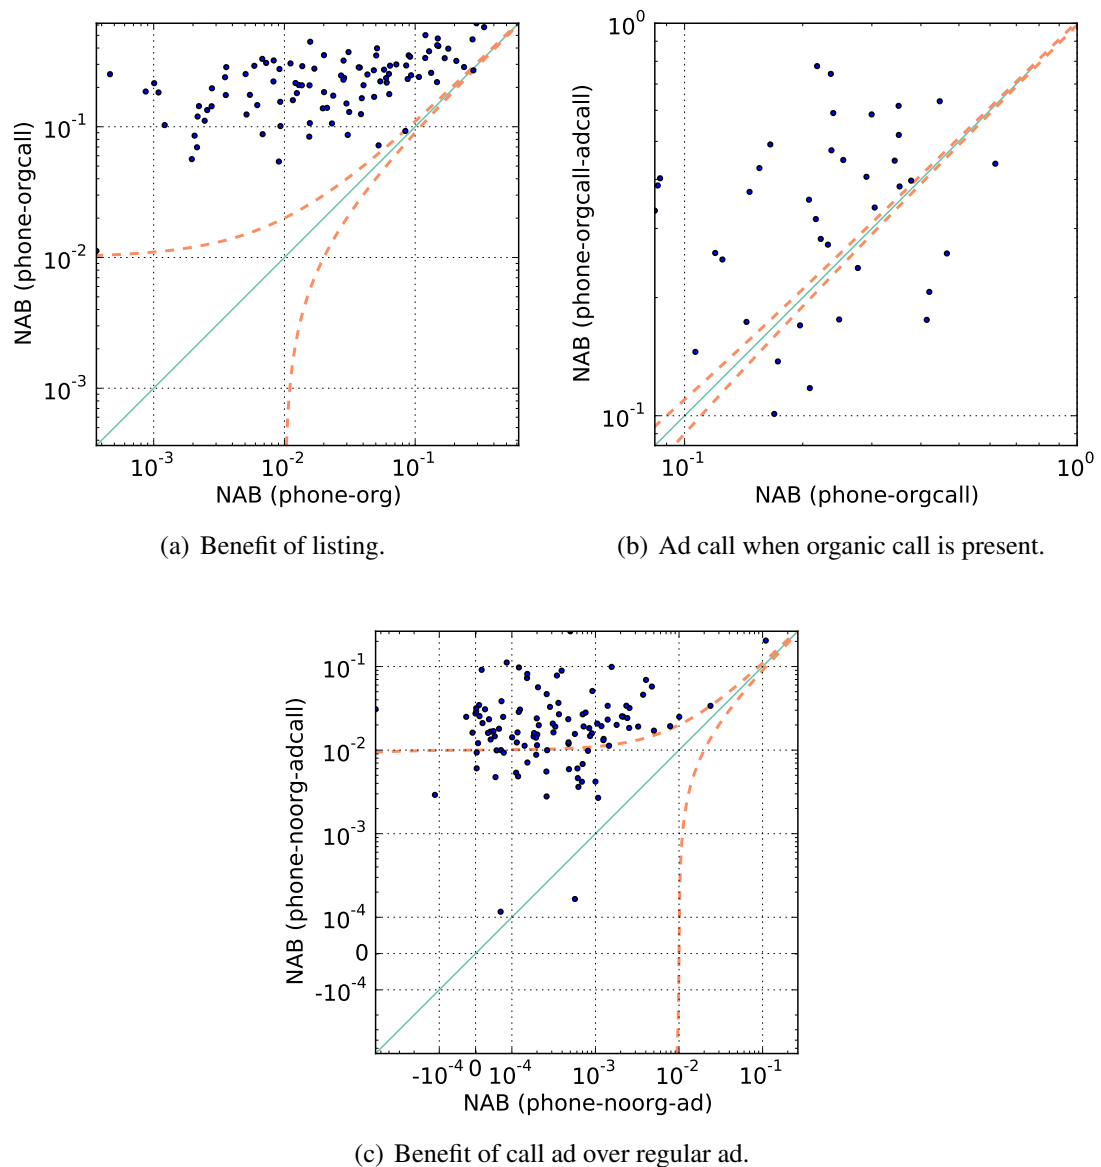 10^-1
10^-2
10^-3
NAB (phone-orgcall)
10^-3 10^-2 10^-1
NAB (phone-org)
(a) Benefit of listing.
10^0
10^-1
NAB (phone-orgcall-adcall)
10^-1 10^0
NAB (phone-orgcall)
(b) Ad call when organic call is present.
10^-1
10^-2
10^-3
10^-4
0
-10^-4
NAB (phone-noorg-adcall)
-10^-4 0 10^-4 10^-3 10^-2 10^-1
NAB (phone-noorg-ad)
(c) Benefit of call ad over regular ad.